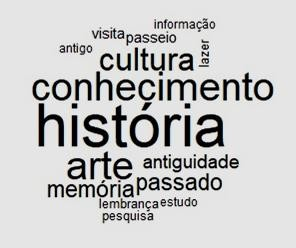 informação
visita passeio
antigo
lazer
cultura
conhecimento
história
arte antiguidade
memória passado
lembrança estudo
pesquisa